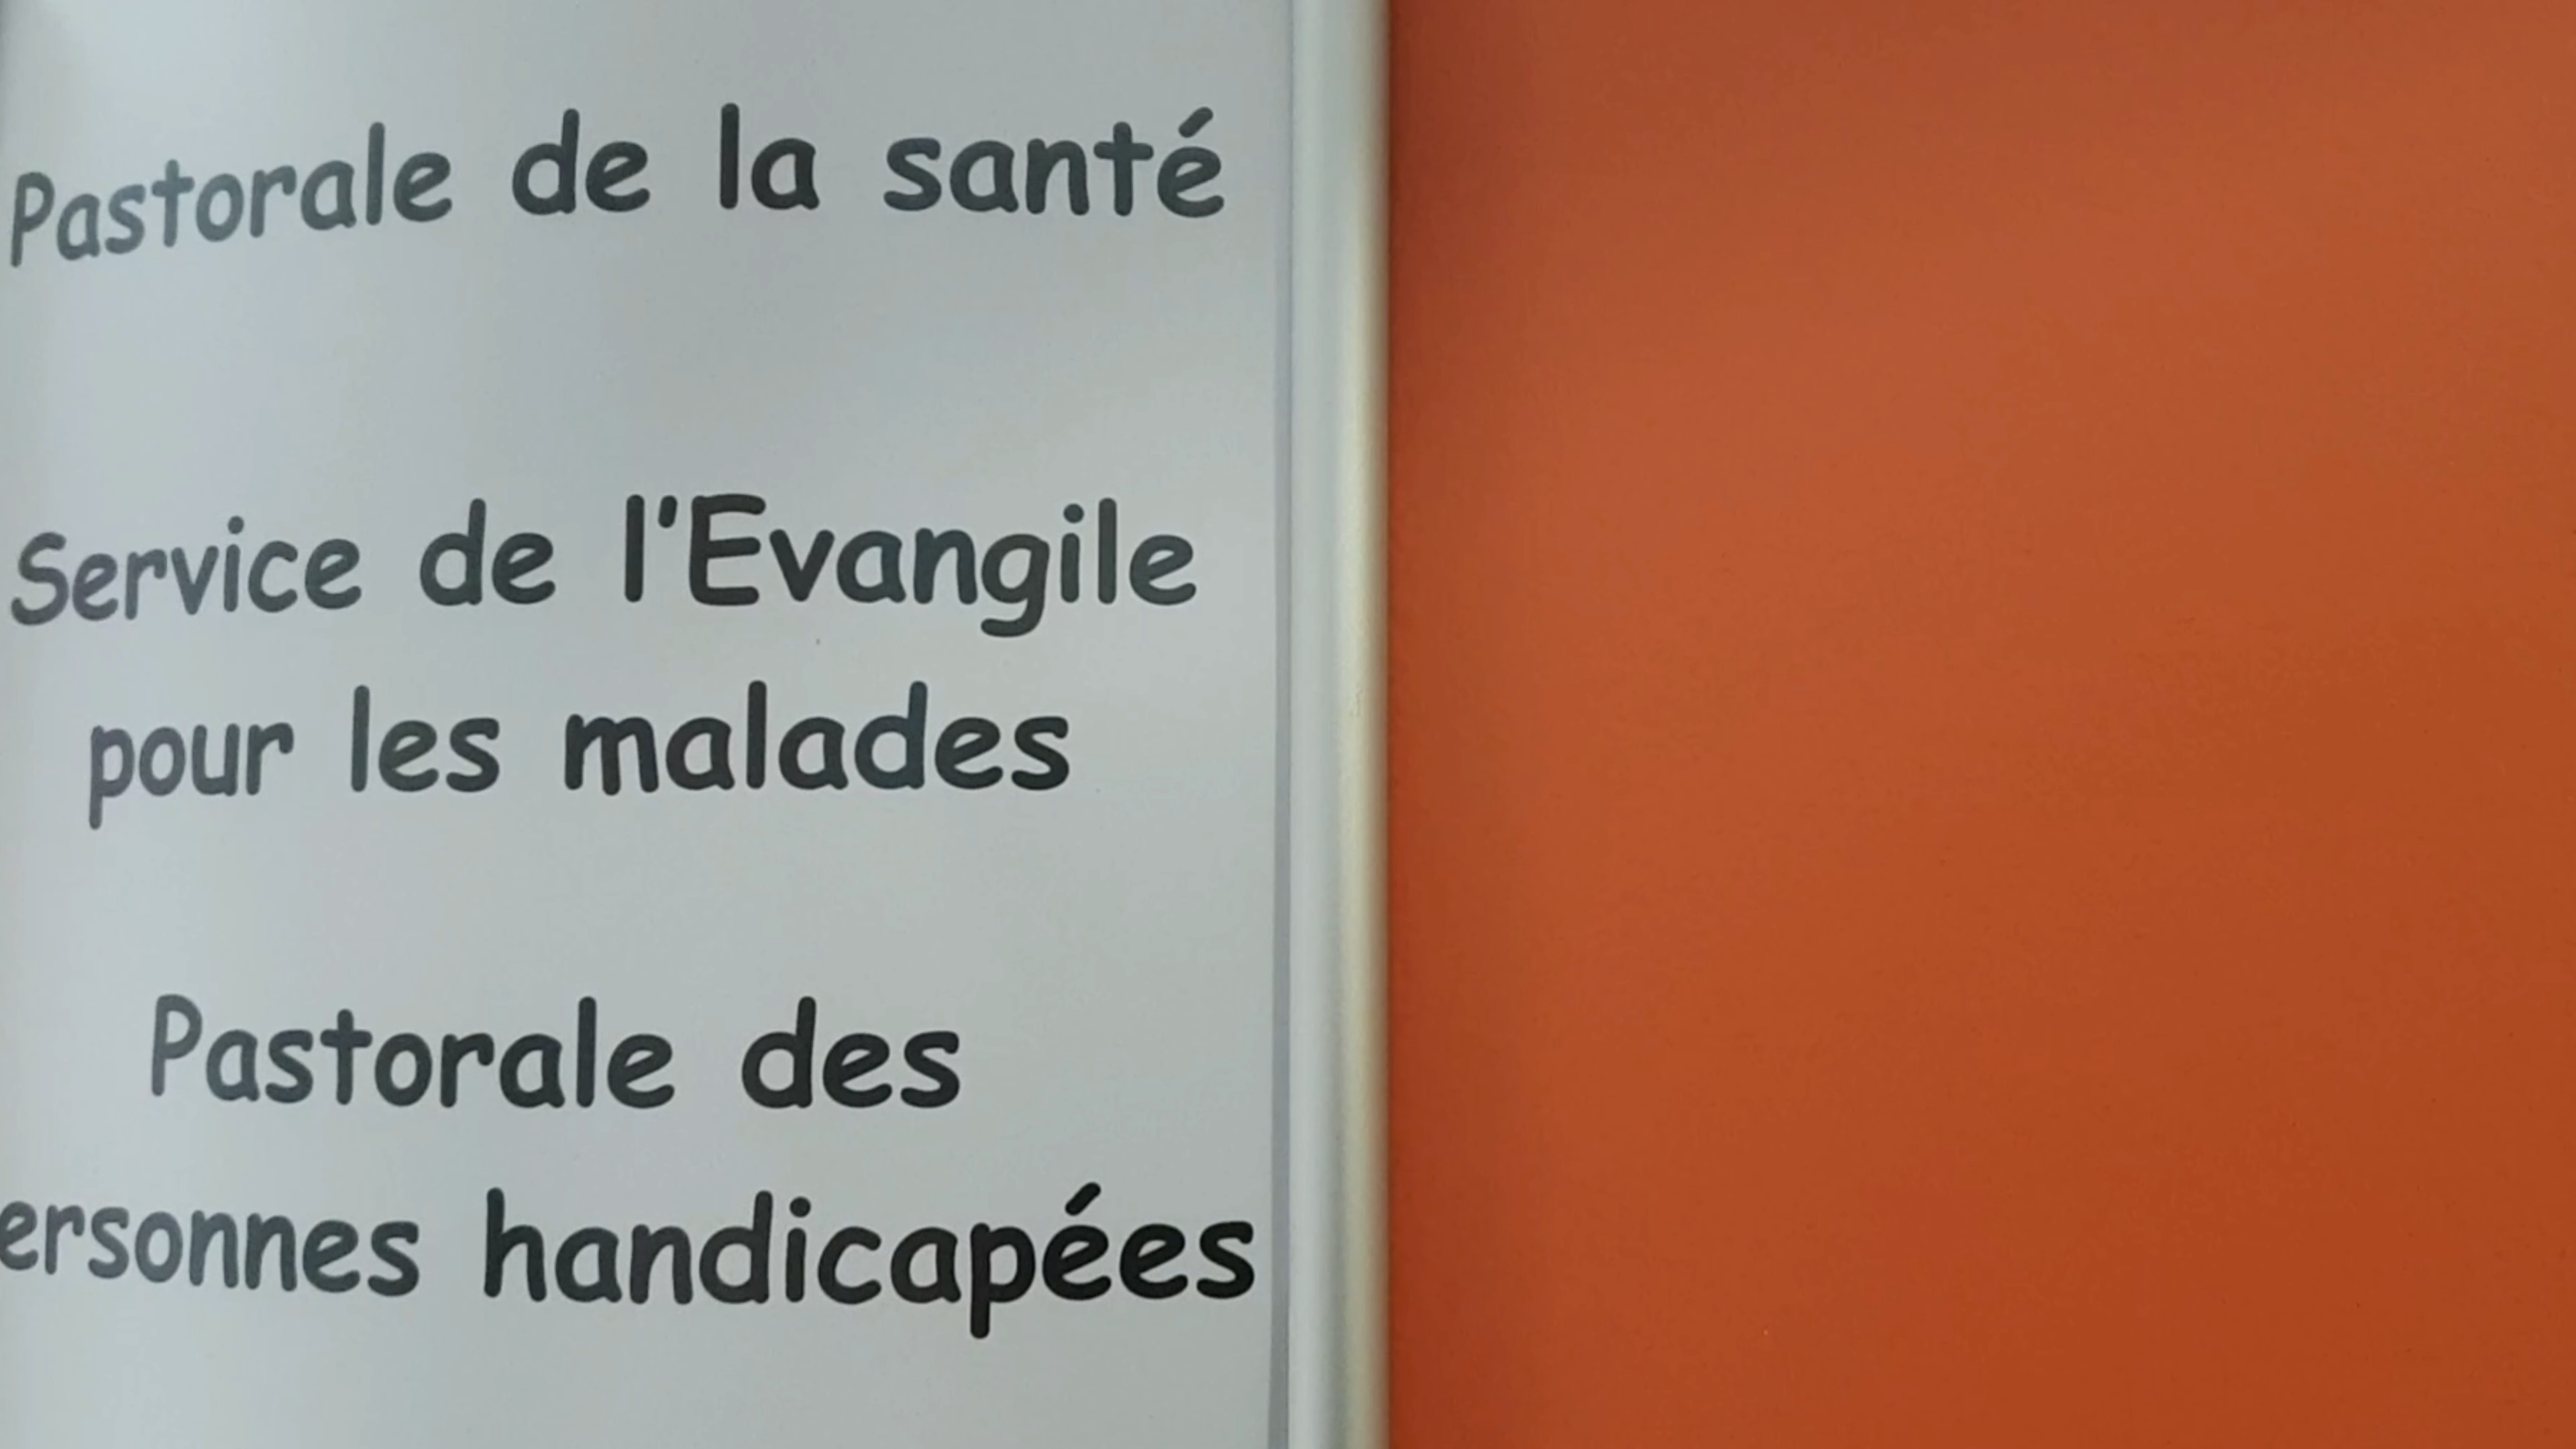 Pastorale de la santé
Service de l'Evangile
pour les malades
Pastorale des
ersonnes handicapées